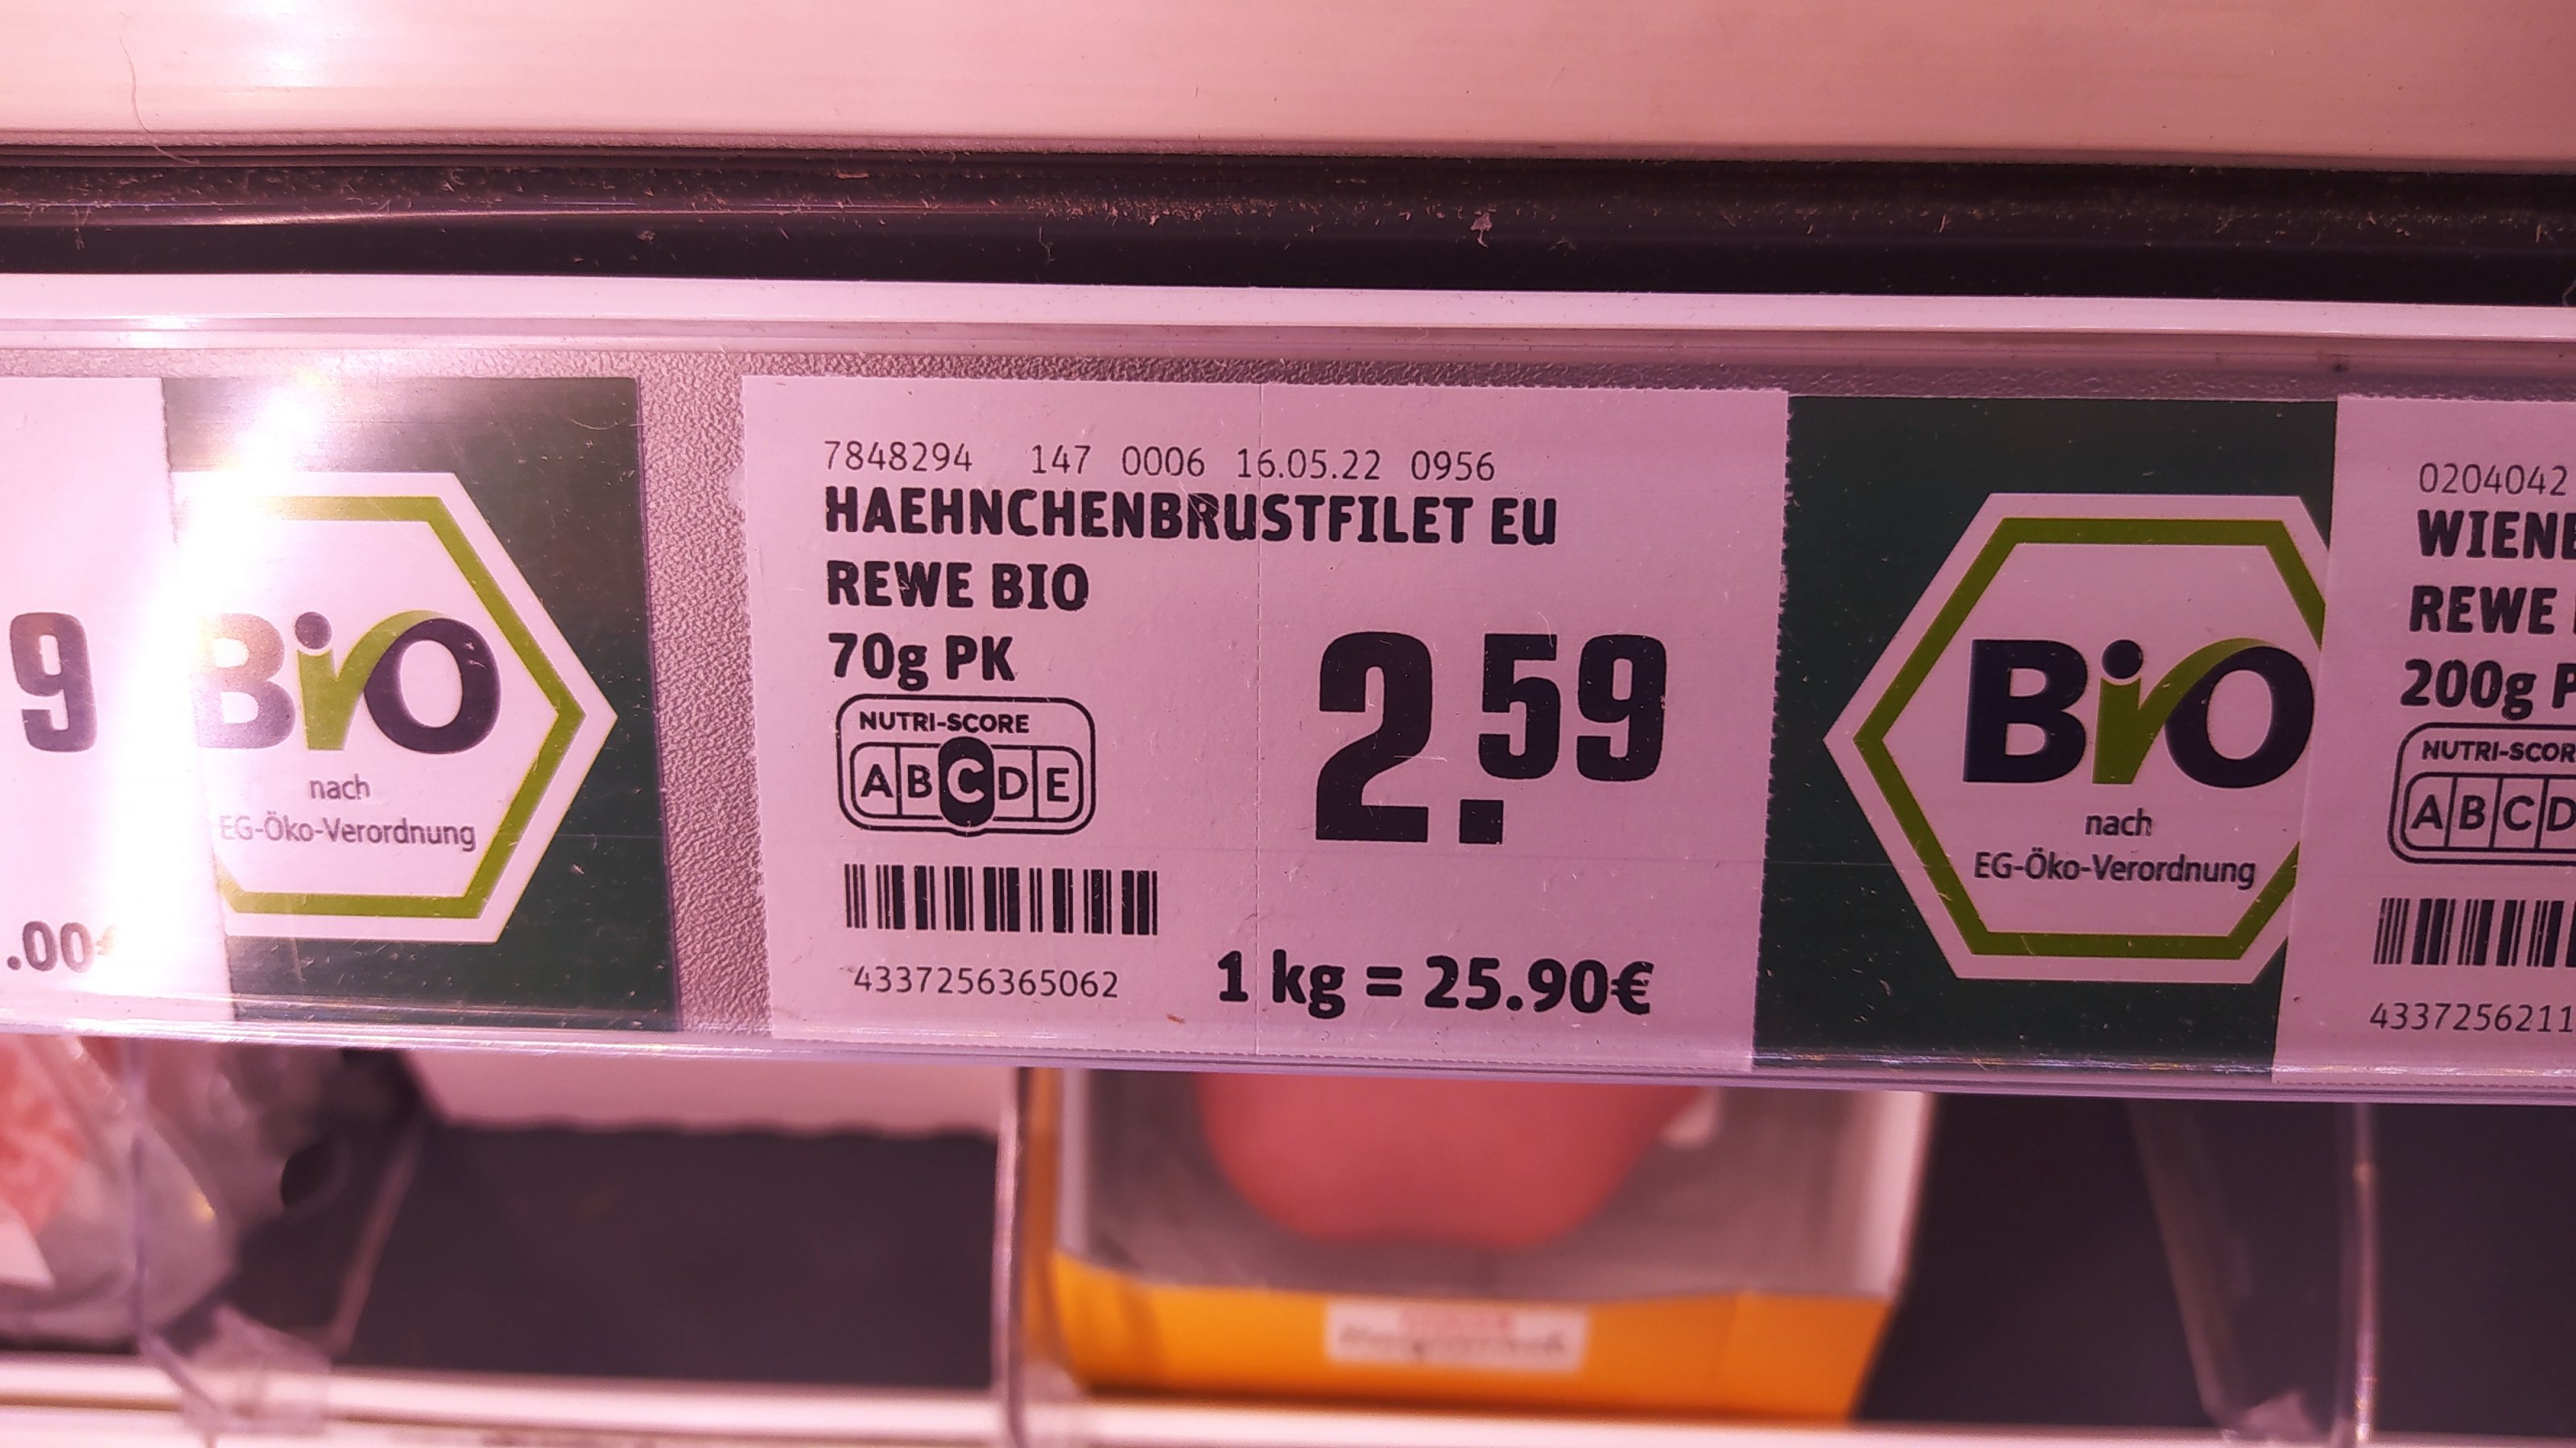 9
.00€
BiO
nach
EG-Öko-Verordnung
7848294 147 0006 16.05.22 0956
HAEHNCHENBRUSTFILET EU
REWE BIO
70g PK
NUTRI-SCORE
A B C D E
2.59
4337256365062
1 kg = 25.90€
BiO
nach
EG-Öko-Verordnung
0204042
WIENE
REWE
200g P
NUTRI-SCOR
A B C D
4337256211